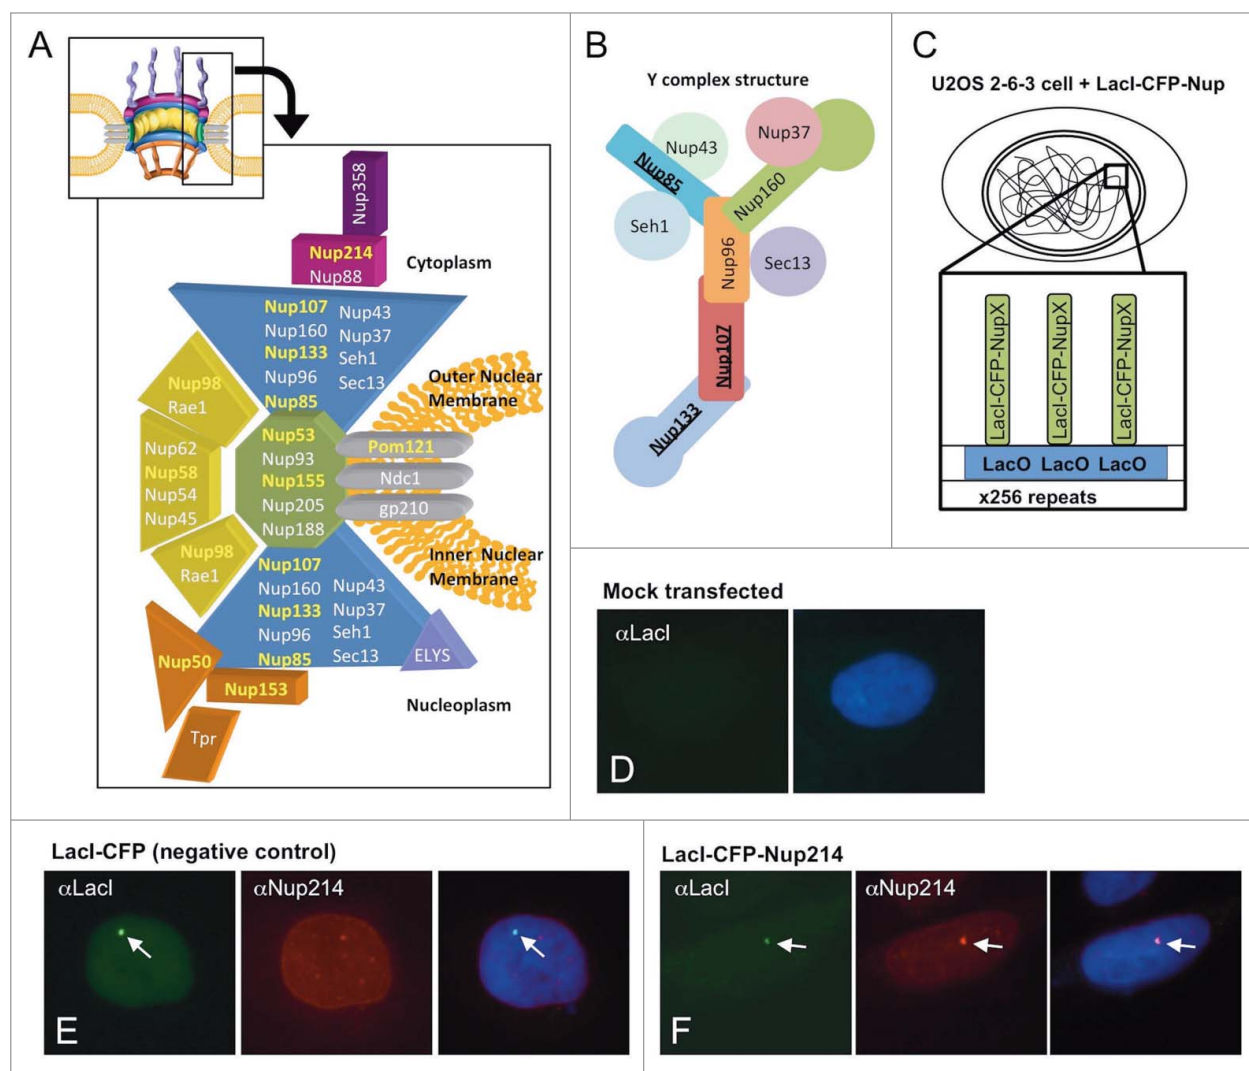 A
Nup358
Nup214
Nup88
Cytoplasm
Nup107
Nup160
Nup133
Nup96
Nup85
Nup43
Nup37
Seh1
Sec13
Nup98
Rae1
Outer Nuclear
Membrane
Nup62
Nup58
Nup54
Nup45
Nup53
Nup93
Nup155
Nup205
Nup188
Pom121
Ndc1
gp210
Nup98
Rae1
Inner Nuclear
Membrane
Nup107
Nup160
Nup133
Nup96
Nup85
Nup43
Nup37
Seh1
Sec13
ELYS
Nup50
Nup153
Nucleoplasm
Tpr
B
Y complex structure
Nup43
Nup37
Nup85
Nup160
Seh1
Nup96
Sec13
Nup107
Nup133
C
U2OS 2-6-3 cell + LacI-CFP-Nup
LacI-CFP-NupX
LacI-CFP-NupX
LacI-CFP-NupX
LacO LacO LacO
x256 repeats
Mock transfected
αLacI
D
LacI-CFP (negative control)
αLacI
αNup214
E
LacI-CFP-Nup214
αLacI
αNup214
F